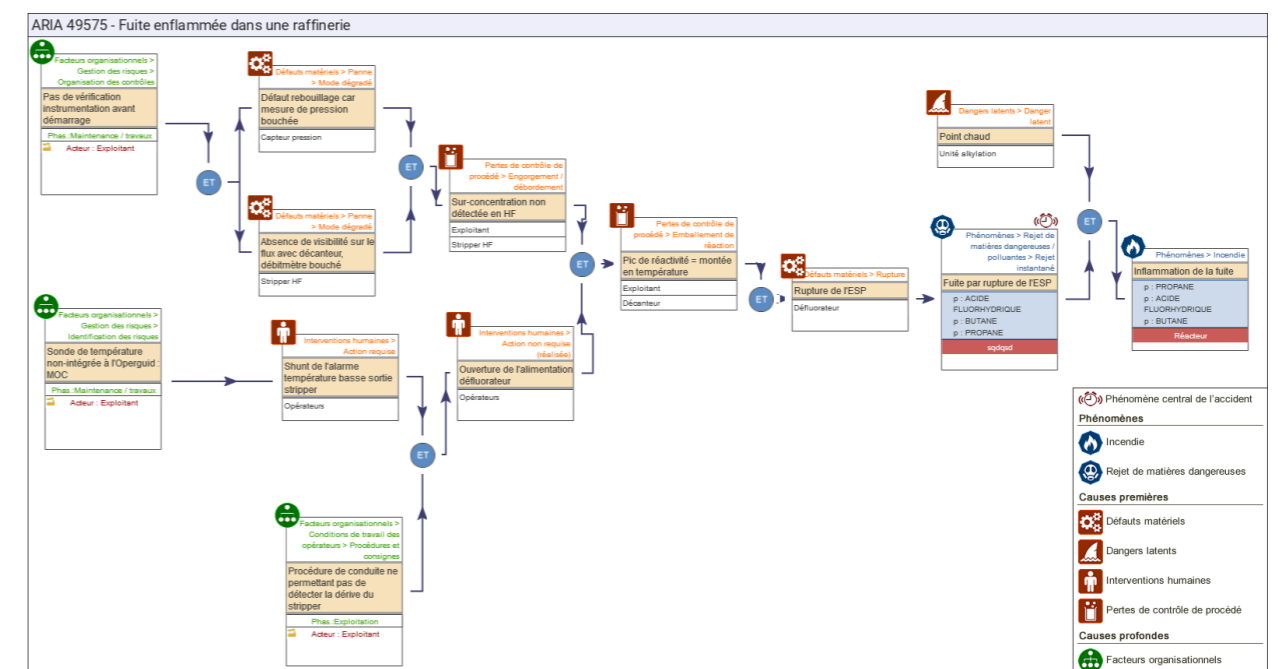 ARIA 49575 - Fuite enflammée dans une raffinerie
Facteurs organisationnels >
Gestion des risques >
Organisation des contrôles
Pas de vérification
instrumentation avant
démarrage
Phas.:Maintenance / travaux
Acteur : Exploitant
ET
Défauts matériels > Panne
> Mode dégradé
Défaut rebouillage car
mesure de pression
bouchée
Capteur pression
Défauts matériels > Panne
> Mode dégradé
Absence de visibilité sur le
flux avec décanteur,
débitmètre bouché
Stripper HF
ET
Pertes de contrôle de
procédé > Engorgement /
débordement
Sur-concentration non
détectée en HF
Exploitant
Stripper HF
Facteurs organisationnels >
Gestion des risques >
Identification des risques
Sonde de température
non-intégrée à l'Operguid :
MOC
Phas.:Maintenance / travaux
Acteur : Exploitant
Interventions humaines >
Action requise
Shunt de l'alarme
température basse sortie
stripper
Opérateurs
Facteurs organisationnels >
Conditions de travail des
opérateurs > Procédures et
consignes
Procédure de conduite ne
permettant pas de
détecter la dérive du
stripper
Phas.:Exploitation
Acteur : Exploitant
ET
Interventions humaines >
Action non requise
(réalisée)
Ouverture de l'alimentation
défluorateur
Opérateurs
ET
Pertes de contrôle de
procédé > Emballement de
réaction
Pic de réactivité = montée
en température
Exploitant
Décanteur
ET
Défauts matériels > Rupture
Rupture de l'ESP
Défluorateur
Dangers latents > Danger
latent
Point chaud
Unité alkylation
Phénomènes > Rejet de
matières dangereuses /
polluantes > Rejet
instantané
Fuite par rupture de l'ESP
p : ACIDE
FLUORHYDRIQUE
p : BUTANE
p : PROPANE
sqdqsd
ET
Phénomènes > Incendie
Inflammation de la fuite
p : PROPANE
p : ACIDE
FLUORHYDRIQUE
p : BUTANE
Réacteur
Phénomène central de l'accident
Phénomènes
Incendie
Rejet de matières dangereuses
Causes premières
Défauts matériels
Dangers latents
Interventions humaines
Pertes de contrôle de procédé
Causes profondes
Facteurs organisationnels